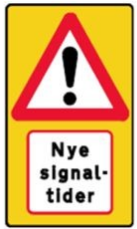 Nye
signal-
tider